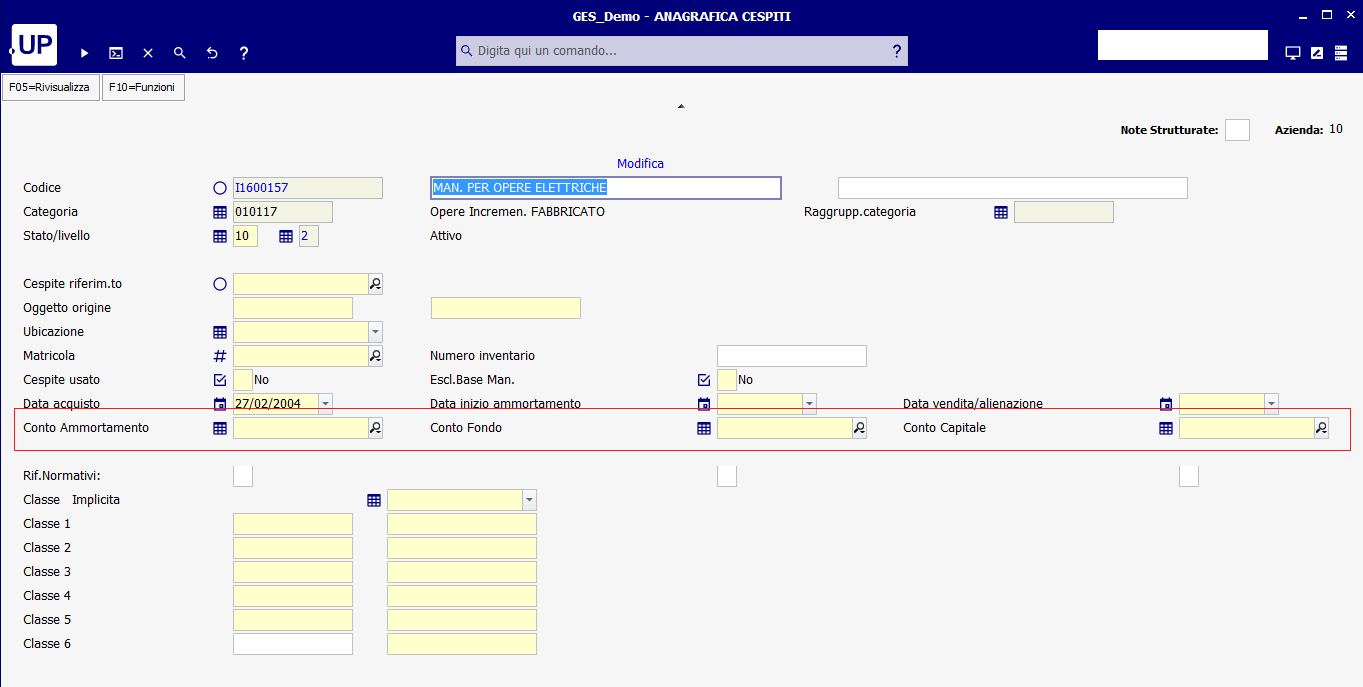 GES_Demo - ANAGRAFICA CESPITI
UP
Digita qui un comando... ?
F05=Rivisualizza F10=Funzioni
Note Strutturate: Azienda: 10
Modifica
Codice I1600157 MAN. PER OPERE ELETTRICHE
Categoria 010117 Opere Incremen. FABBRICATO Raggrupp.categoria
Stato/livello 10 2 Attivo
Cespite riferim.to
Oggetto origine
Ubicazione
Matricola # Numero inventario
Cespite usato No Escl.Base Man. No
Data acquisto 27/02/2004 Data inizio ammortamento Data vendita/alienazione
Conto Ammortamento Conto Fondo Conto Capitale
Rif.Normativi:
Classe Implicita
Classe 1
Classe 2
Classe 3
Classe 4
Classe 5
Classe 6